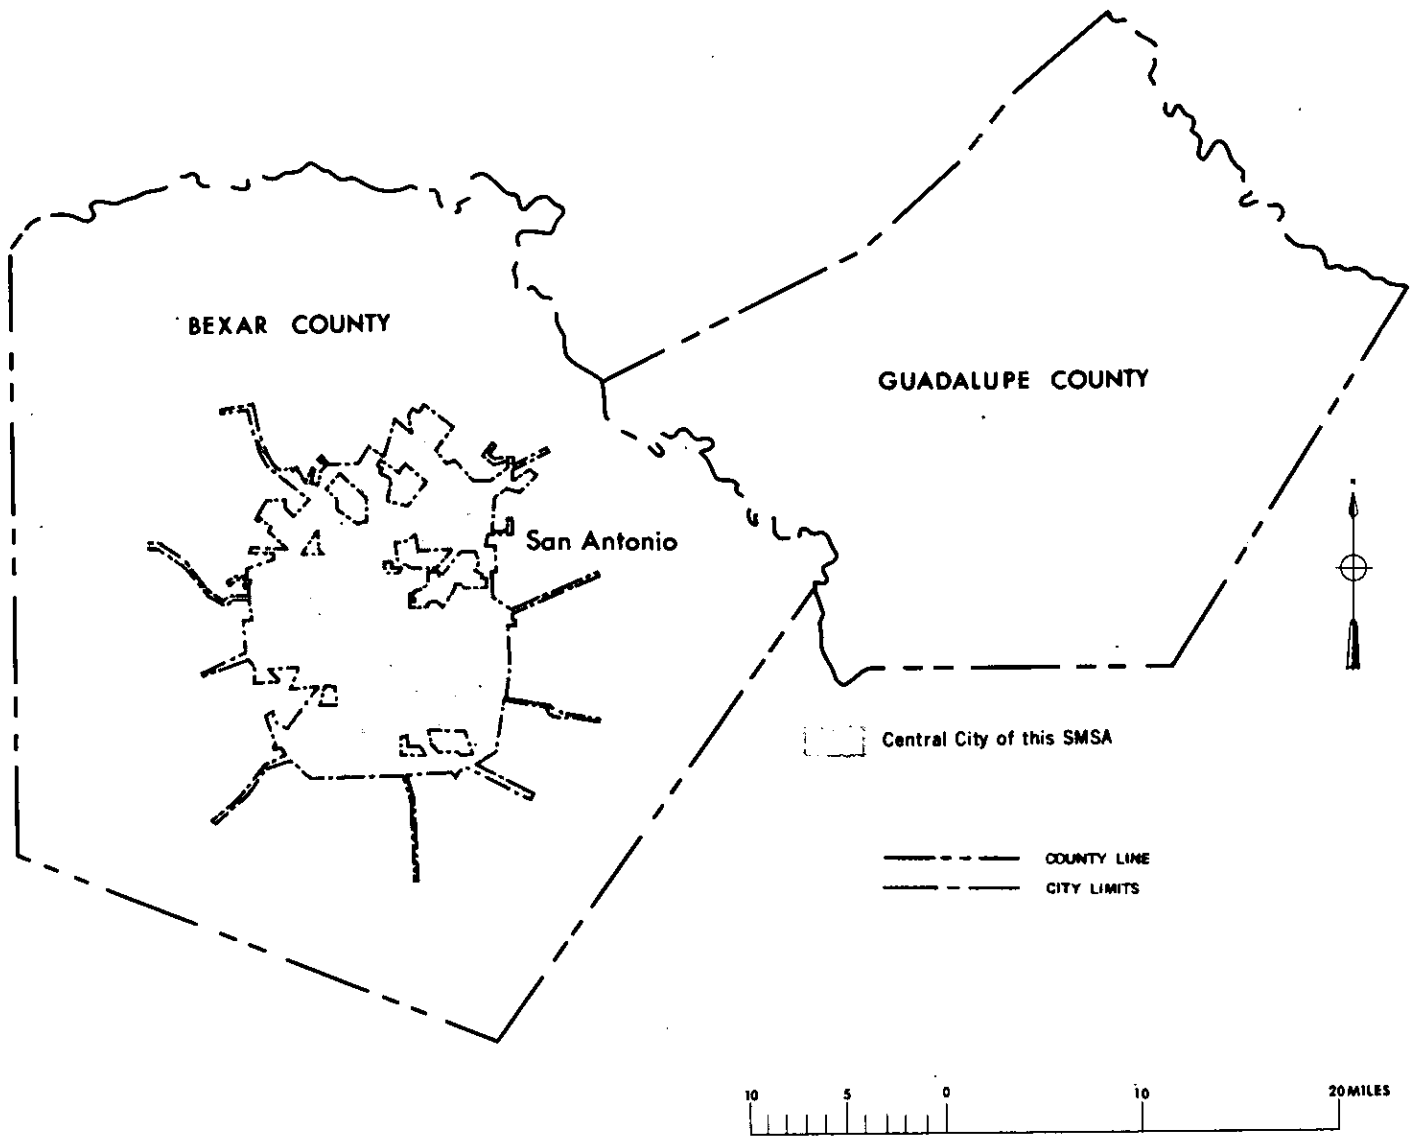 BEXAR COUNTY
GUADALUPE COUNTY
San Antonio
Central City of this SMSA
COUNTY LINE
CITY LIMITS
10 5 0 10 20 MILES